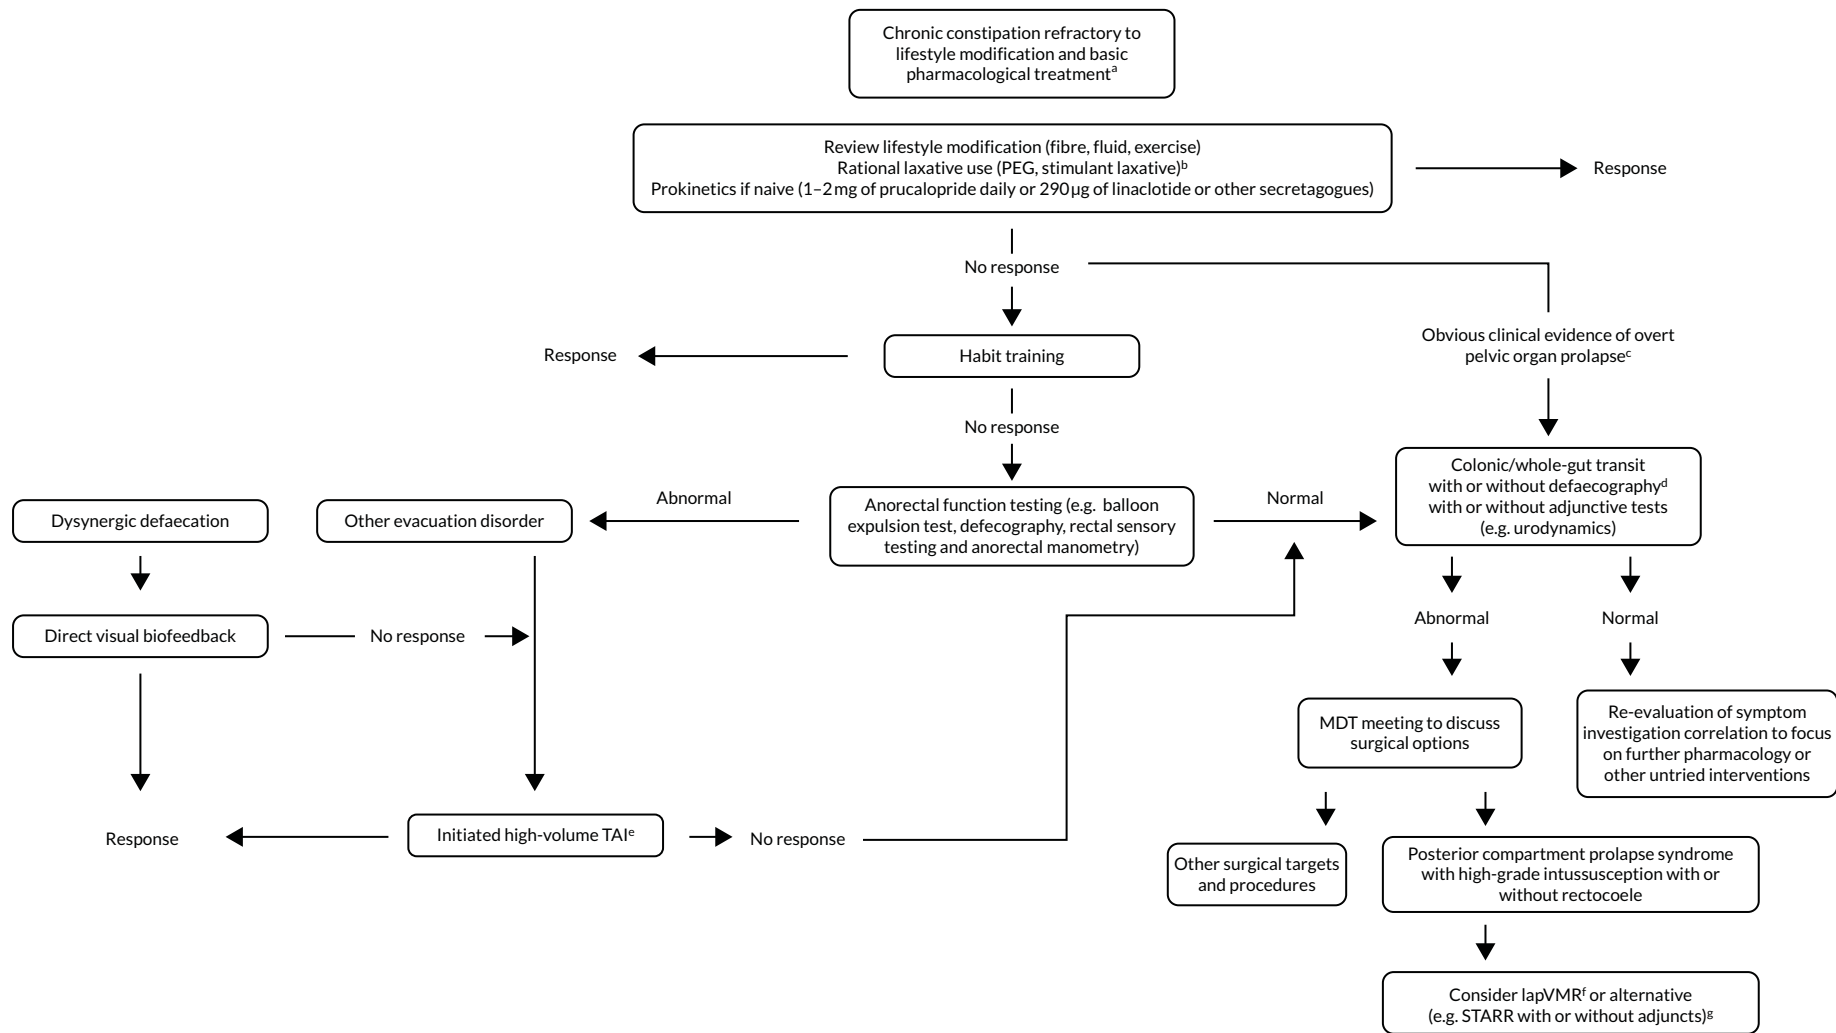 Chronic constipation refractory to
lifestyle modification and basic
pharmacological treatmentᵃ
Review lifestyle modification (fibre, fluid, exercise)
Rational laxative use (PEG, stimulant laxative)ᵇ
Prokinetics if naive (1–2 mg of prucalopride daily or 290 µg of linaclotide or other secretagogues)
Response
No response
Obvious clinical evidence of overt
pelvic organ prolapseᶜ
Response
Habit training
No response
Colonic/whole-gut transit
with or without defaecographyᵈ
with or without adjunctive tests
(e.g. urodynamics)
Dysynergic defaecation
Other evacuation disorder
Abnormal
Anorectal function testing (e.g. balloon
expulsion test, defecography, rectal sensory
testing and anorectal manometry)
Normal
Abnormal
Normal
Direct visual biofeedback
No response
MDT meeting to discuss
surgical options
Re-evaluation of symptom
investigation correlation to focus
on further pharmacology or
other untried interventions
Response
Initiated high-volume TAIᵉ
No response
Other surgical targets
and procedures
Posterior compartment prolapse syndrome
with high-grade intussusception with or
without rectocoele
Consider lapVMRᶠ or alternative
(e.g. STARR with or without adjuncts)ᵍ